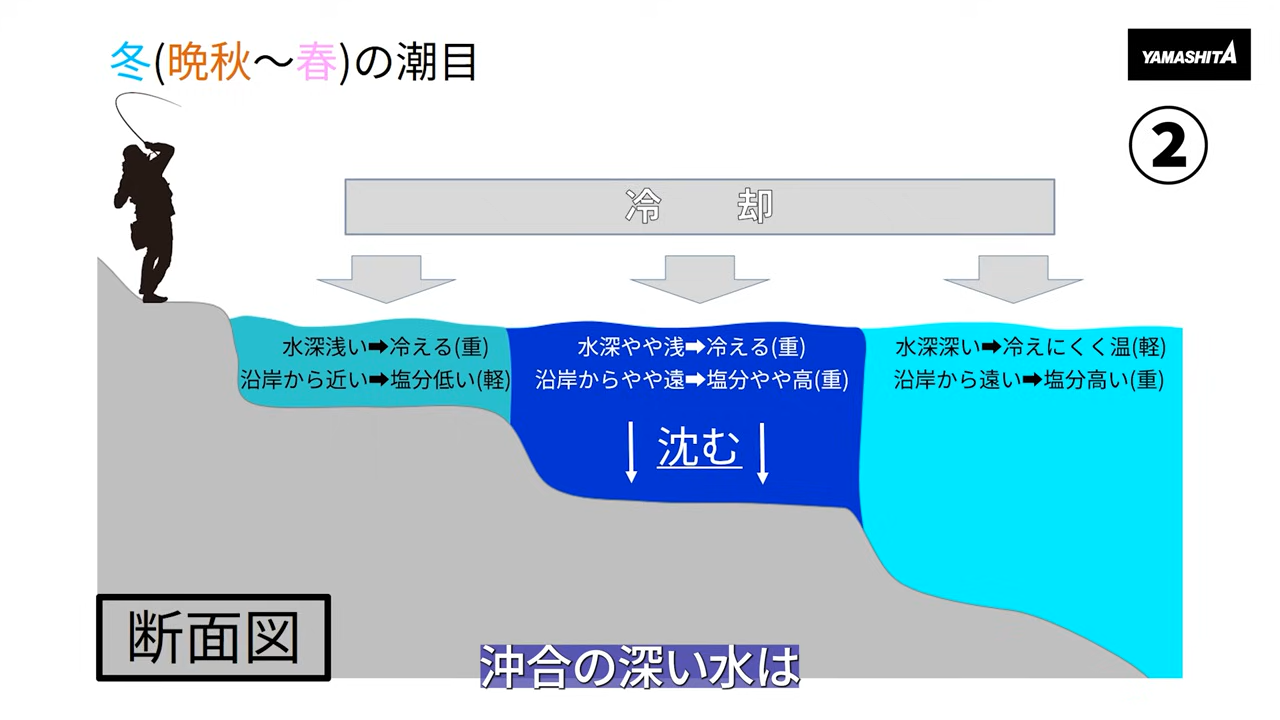 冬(晩秋～春)の潮目
YAMASHITA
2
冷 却
水深浅い➡冷える(重)
沿岸から近い➡塩分低い(軽)
水深やや浅➡冷える(重)
沿岸からやや遠➡塩分やや高(重)
水深深い➡冷えにくく温(軽)
沿岸から遠い➡塩分高い(重)
沈む
断面図
沖合の深い水は